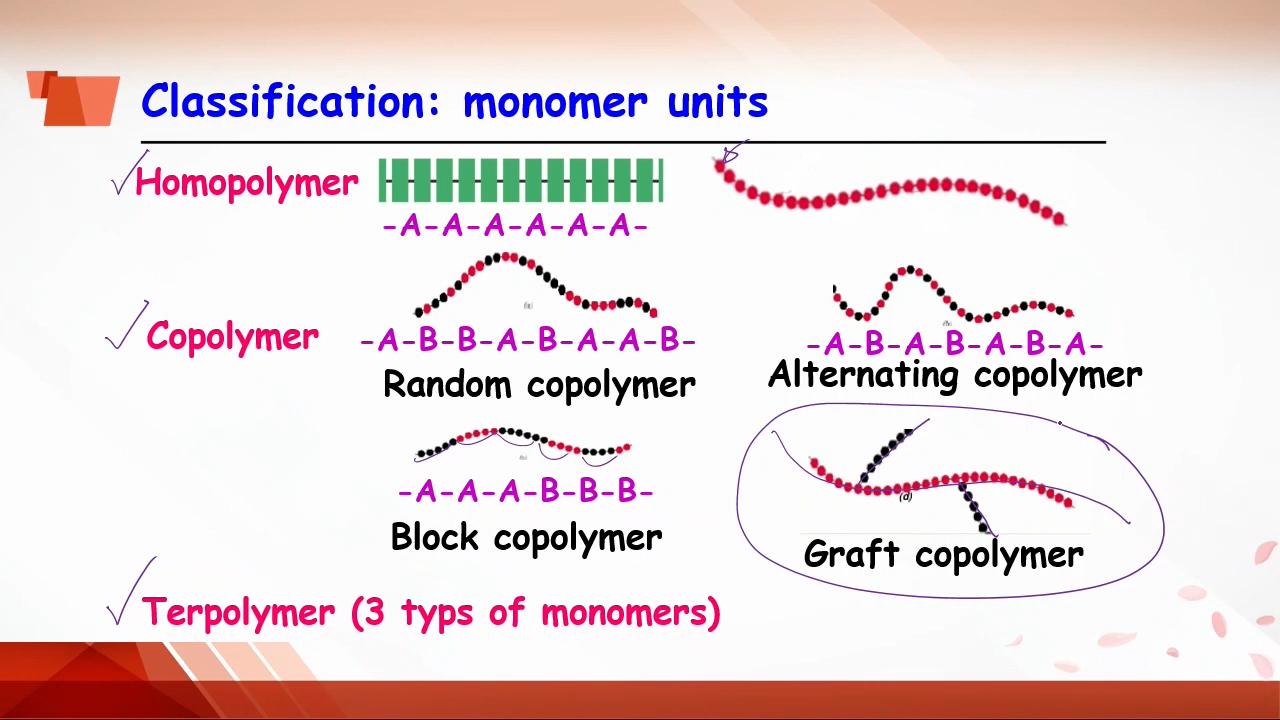 Classification: monomer units
Homopolymer
-A-A-A-A-A-A-
Copolymer
-A-B-B-A-B-A-A-B-
Random copolymer
-A-B-A-B-A-B-A-
Alternating copolymer
-A-A-A-B-B-B-
Block copolymer
(d)
Graft copolymer
Terpolymer (3 typs of monomers)